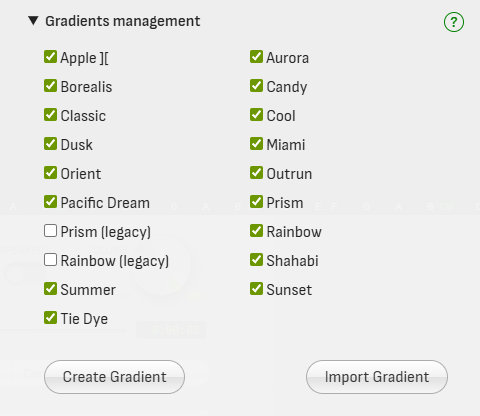 ▼ Gradients management ?
Apple ][ Aurora
Borealis Candy
Classic Cool
Dusk Miami
Orient Outrun
Pacific Dream Prism
Prism (legacy) Rainbow
Rainbow (legacy) Shahabi
Summer Sunset
Tie Dye
Create Gradient Import Gradient